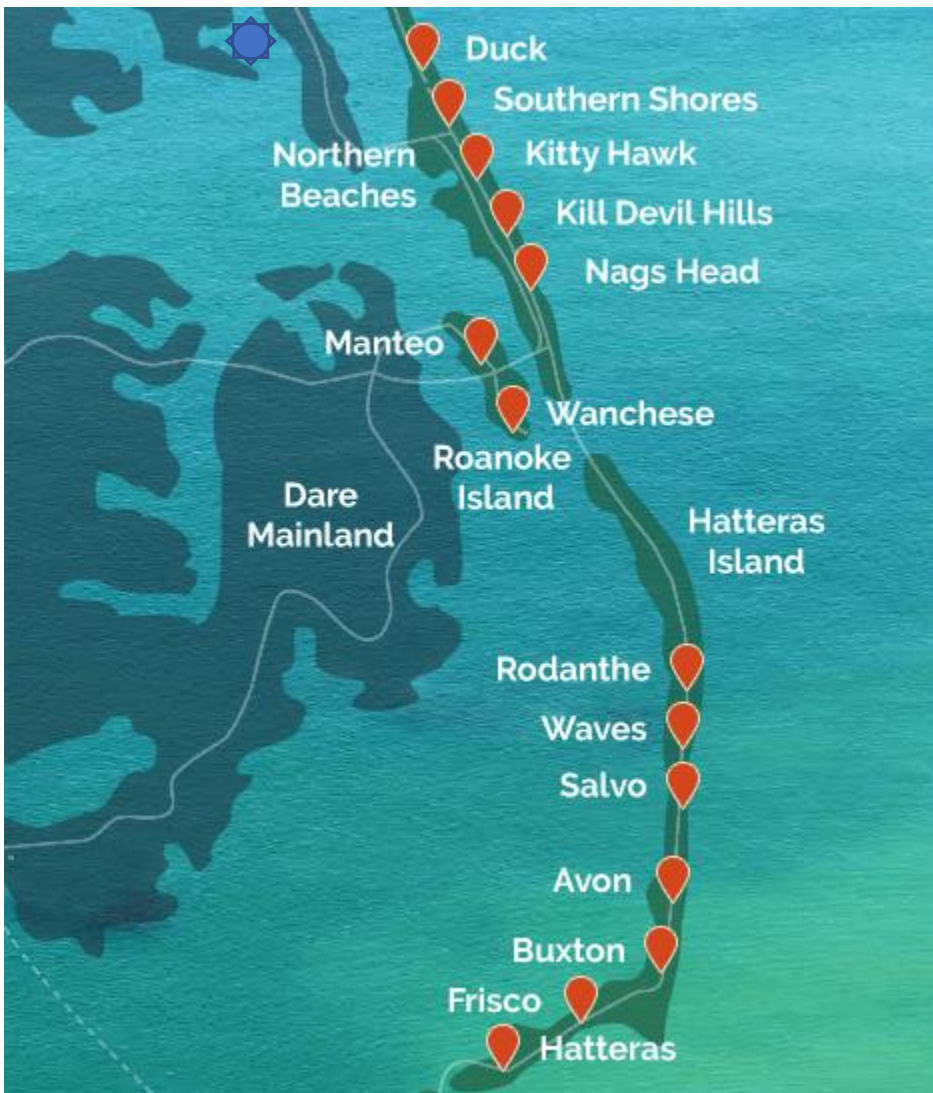 Duck
Southern Shores
Northern
Beaches
Kitty Hawk
Kill Devil Hills
Nags Head
Manteo
Wanchese
Roanoke
Island
Dare
Mainland
Hatteras
Island
Rodanthe
Waves
Salvo
Avon
Buxton
Frisco
Hatteras